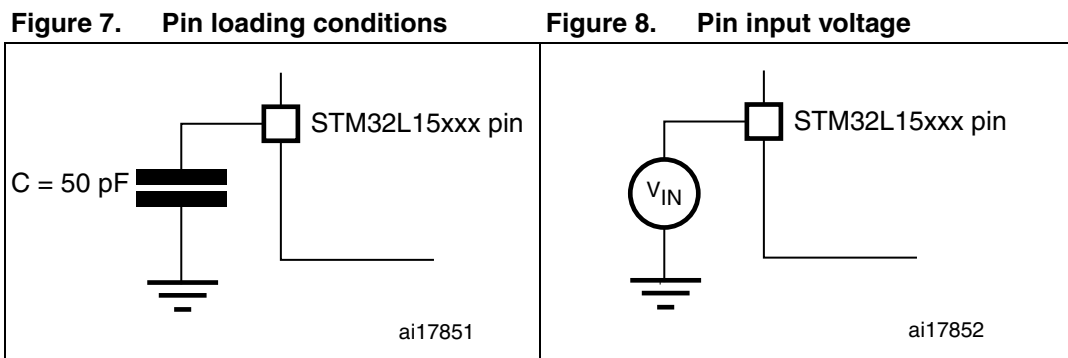 Figure 7. Pin loading conditions
Figure 8. Pin input voltage
STM32L15xxx pin
C = 50 pF
ai17851
STM32L15xxx pin
VIN
ai17852